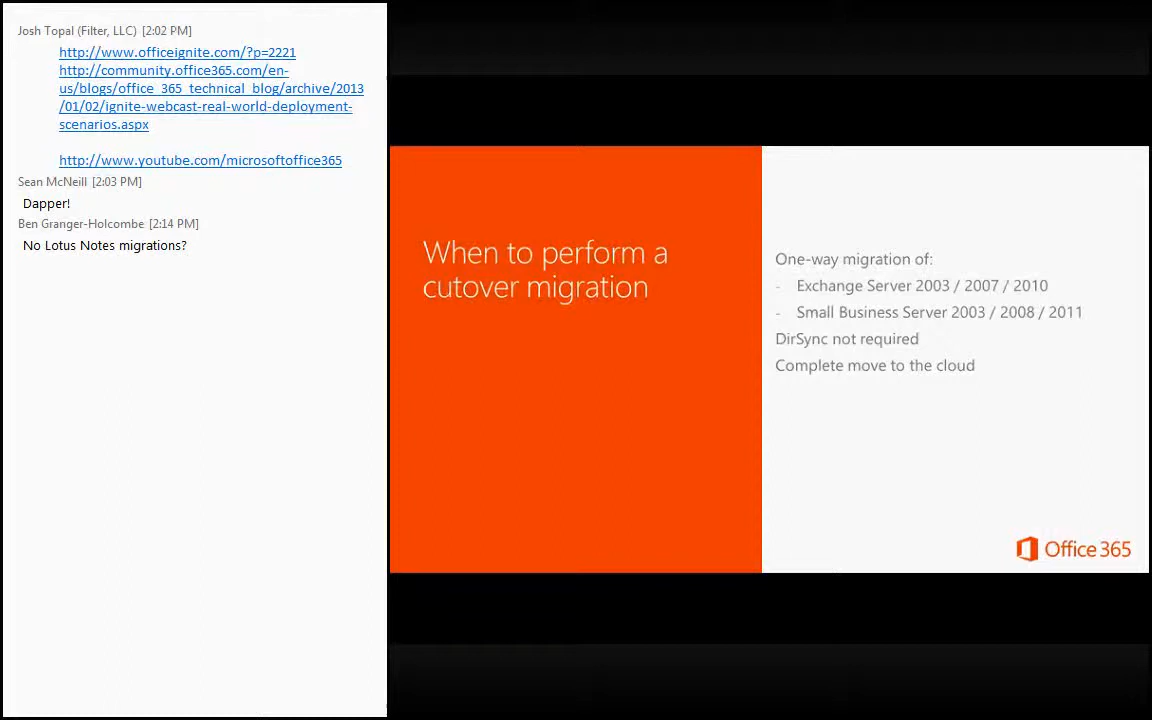 Josh Topal (Filter, LLC) [2:02 PM]
http://www.officeignite.com/?p=2221
http://community.office365.com/en-
us/blogs/office_365_technical_blog/archive/2013
/01/02/ignite-webcast-real-world-deployment-
scenarios.aspx
http://www.youtube.com/microsoftoffice365
Sean McNeill [2:03 PM]
Dapper!
Ben Granger-Holcombe [2:14 PM]
No Lotus Notes migrations?
When to perform a
cutover migration
One-way migration of:
- Exchange Server 2003 / 2007 / 2010
- Small Business Server 2003 / 2008 / 2011
DirSync not required
Complete move to the cloud
Office 365